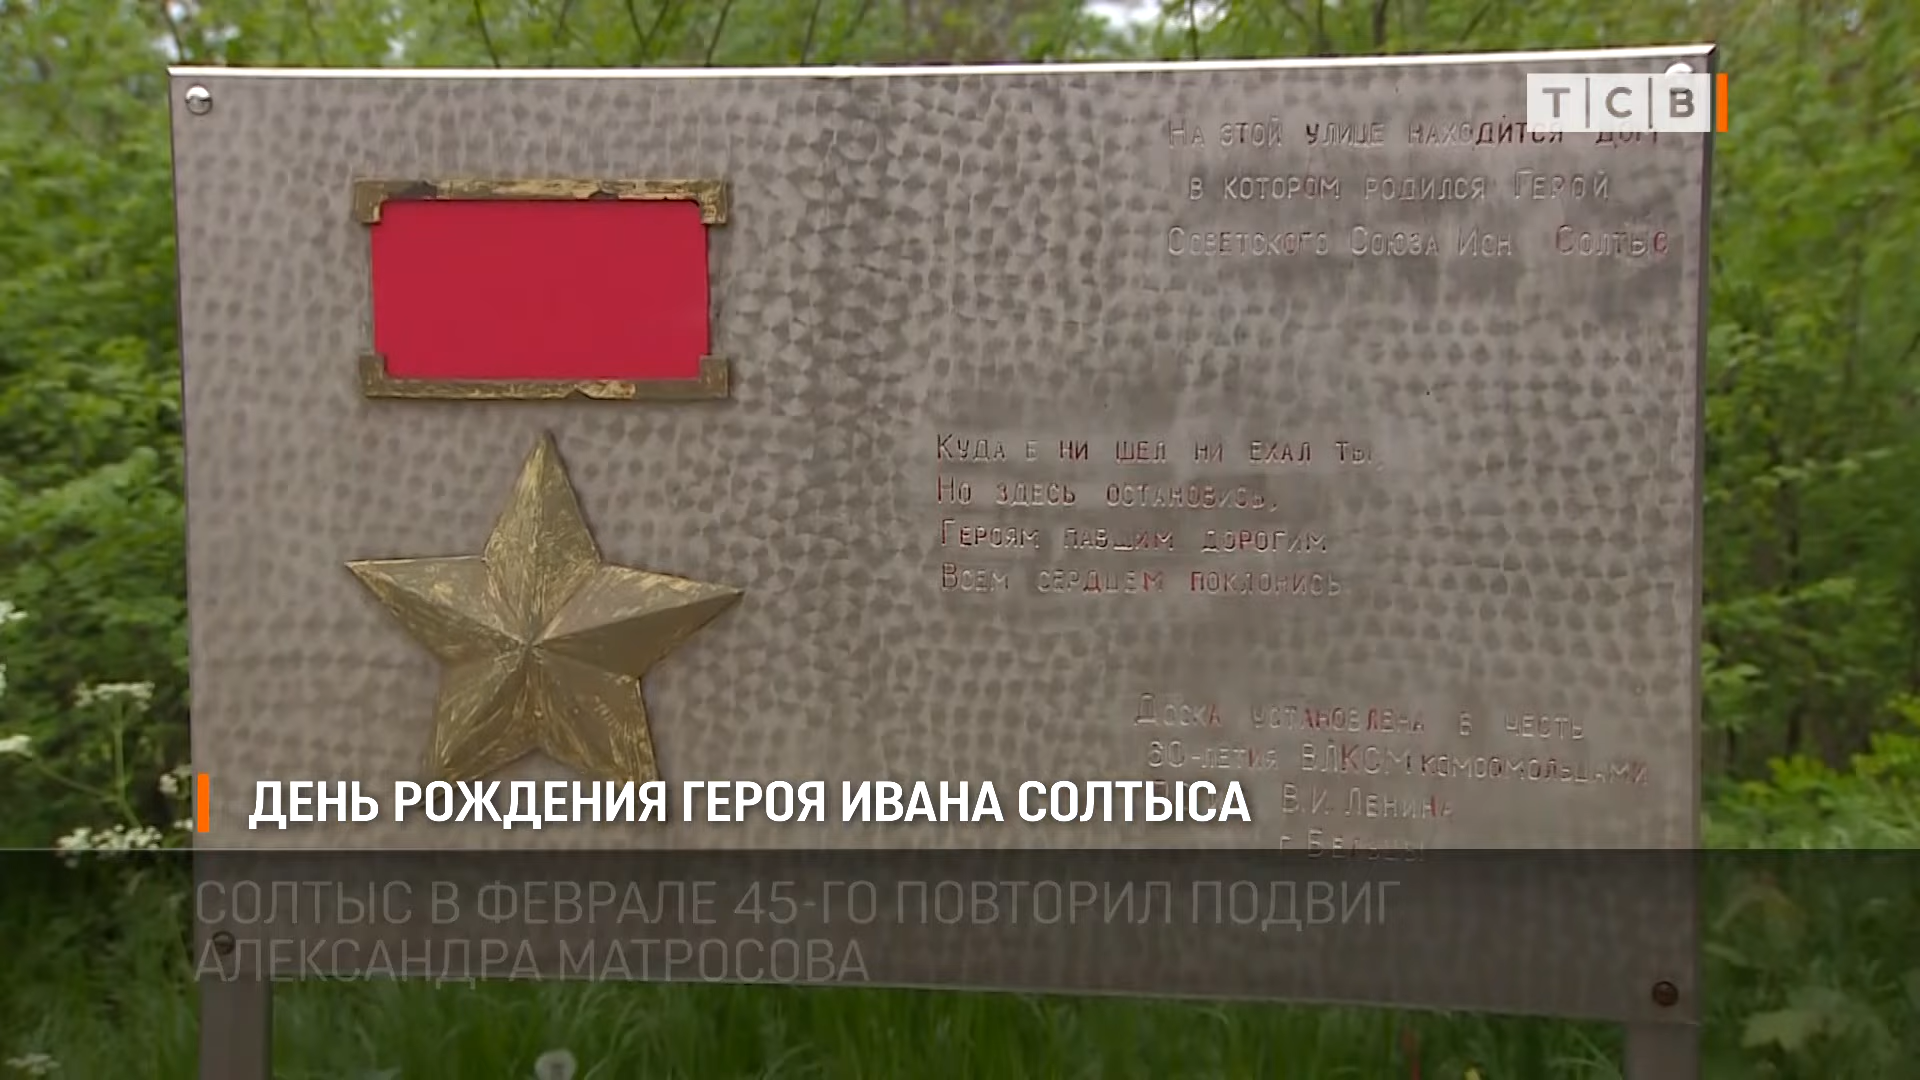 ТСВ
На этой улице находится дом
в котором родился Герой
Советского Союза Ион Солтыс
Куда б ни шел ни ехал ты,
Но здесь остановись,
Героям павшим дорогим
Всем сердцем поклонись
Доска установлена в честь
60-летия ВЛКСМ комсомольцами
В.И. Ленина
г. Бельцы
ДЕНЬ РОЖДЕНИЯ ГЕРОЯ ИВАНА СОЛТЫСА
СОЛТЫС В ФЕВРАЛЕ 45-ГО ПОВТОРИЛ ПОДВИГ
АЛЕКСАНДРА МАТРОСОВА